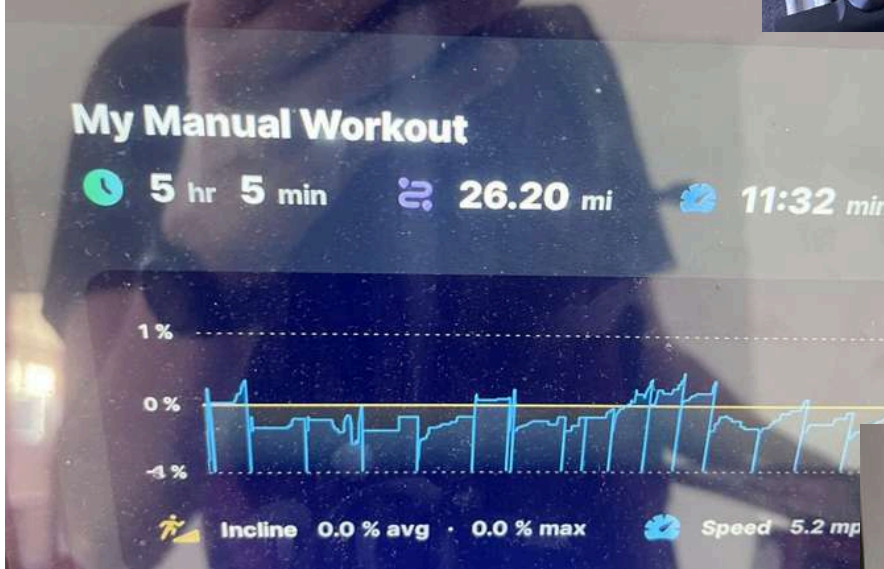 My Manual Workout
5 hr 5 min 26.20 mi 11:32
1 %
0 %
Incline 0.0 % avg · 0.0 % max Speed 5.2